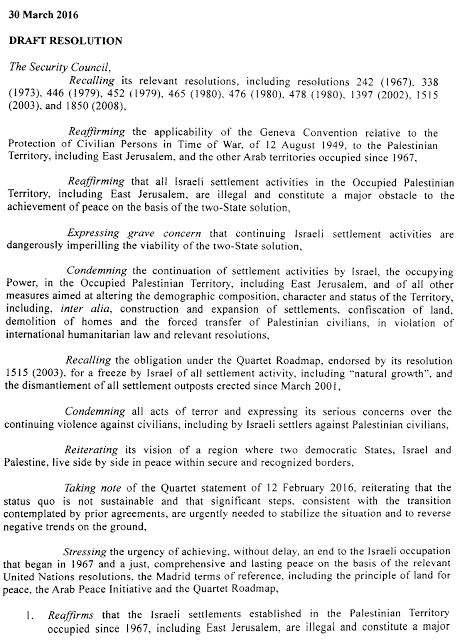 30 March 2016
DRAFT RESOLUTION
The Security Council,
Recalling its relevant resolutions, including resolutions 242 (1967), 338
(1973), 446 (1979), 452 (1979), 465 (1980), 476 (1980), 478 (1980), 1397 (2002), 1515
(2003), and 1850 (2008),
Reaffirming the applicability of the Geneva Convention relative to the
Protection of Civilian Persons in Time of War, of 12 August 1949, to the Palestinian
Territory, including East Jerusalem, and the other Arab territories occupied since 1967,
Reaffirming that all Israeli settlement activities in the Occupied Palestinian
Territory, including East Jerusalem, are illegal and constitute a major obstacle to the
achievement of peace on the basis of the two-State solution,
Expressing grave concern that continuing Israeli settlement activities are
dangerously imperilling the viability of the two-State solution,
Condemning the continuation of settlement activities by Israel, the occupying
Power, in the Occupied Palestinian Territory, including East Jerusalem, and of all other
measures aimed at altering the demographic composition, character and status of the Territory,
including, inter alia, construction and expansion of settlements, confiscation of land,
demolition of homes and the forced transfer of Palestinian civilians, in violation of
international humanitarian law and relevant resolutions,
Recalling the obligation under the Quartet Roadmap, endorsed by its resolution
1515 (2003), for a freeze by Israel of all settlement activity, including "natural growth", and
the dismantlement of all settlement outposts erected since March 2001,
Condemning all acts of terror and expressing its serious concerns over the
continuing violence against civilians, including by Israeli settlers against Palestinian civilians,
Reiterating its vision of a region where two democratic States, Israel and
Palestine, live side by side in peace within secure and recognized borders,
Taking note of the Quartet statement of 12 February 2016, reiterating that the
status quo is not sustainable and that significant steps, consistent with the transition
contemplated by prior agreements, are urgently needed to stabilize the situation and to reverse
negative trends on the ground,
Stressing the urgency of achieving, without delay, an end to the Israeli occupation
that began in 1967 and a just, comprehensive and lasting peace on the basis of the relevant
United Nations resolutions, the Madrid terms of reference, including the principle of land for
peace, the Arab Peace Initiative and the Quartet Roadmap,
1. Reaffirms that the Israeli settlements established in the Palestinian Territory
occupied since 1967, including East Jerusalem, are illegal and constitute a major